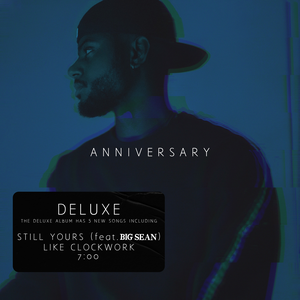 ANNIVERSARY
DELUXE
THE DELUXE ALBUM HAS 5 NEW SONGS INCLUDING
STILL YOURS (feat. BIG SEAN)
LIKE CLOCKWORK
7:00